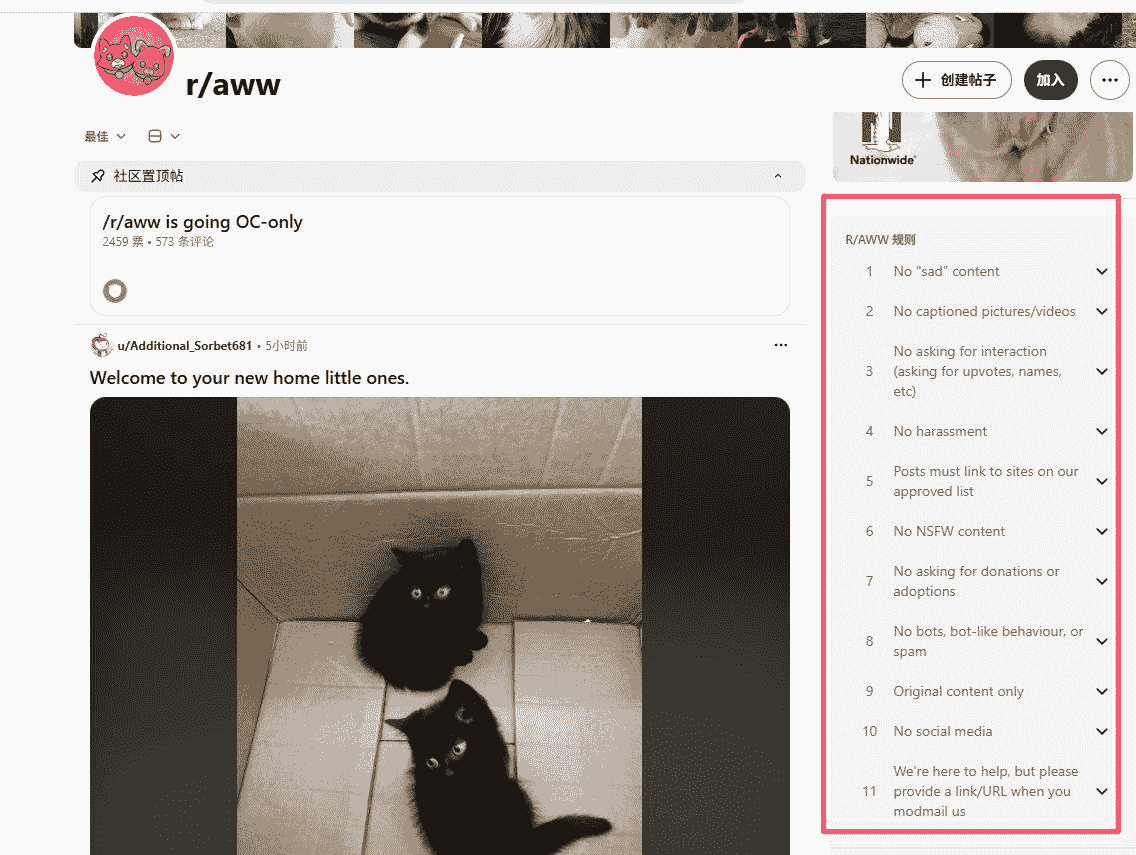 r/aww
创建帖子
加入
最佳
社区置顶帖
/r/aww is going OC-only
2459 票 • 573 条评论
u/Additional_Sorbet681 • 5小时前
Welcome to your new home little ones.
Nationwide®
R/AWW 规则
1 No "sad" content
2 No captioned pictures/videos
3 No asking for interaction
(asking for upvotes, names,
etc)
4 No harassment
5 Posts must link to sites on our
approved list
6 No NSFW content
7 No asking for donations or
adoptions
8 No bots, bot-like behaviour, or
spam
9 Original content only
10 No social media
11 We're here to help, but please
provide a link/URL when you
modmail us